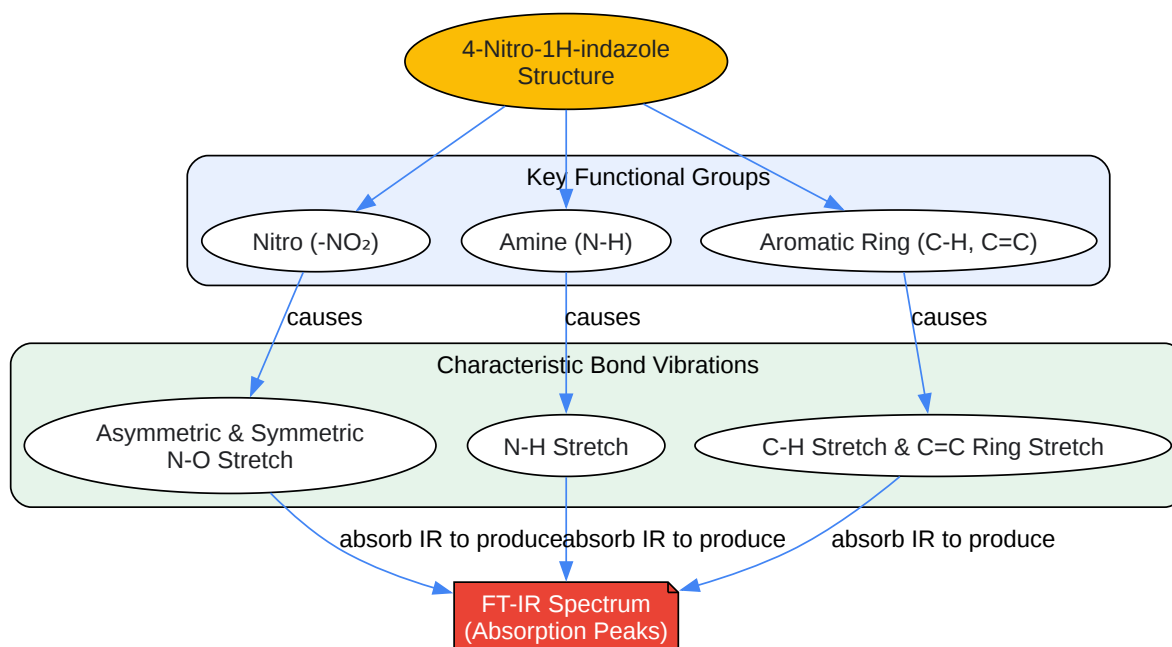 4-Nitro-1H-indazole
Structure
Key Functional Groups
Nitro (-NO₂)
Amine (N-H)
Aromatic Ring (C-H, C=C)
causes
causes
causes
Characteristic Bond Vibrations
Asymmetric & Symmetric
N-O Stretch
N-H Stretch
C-H Stretch & C=C Ring Stretch
absorb IR to produce
absorb IR to produce
absorb IR to produce
FT-IR Spectrum
(Absorption Peaks)